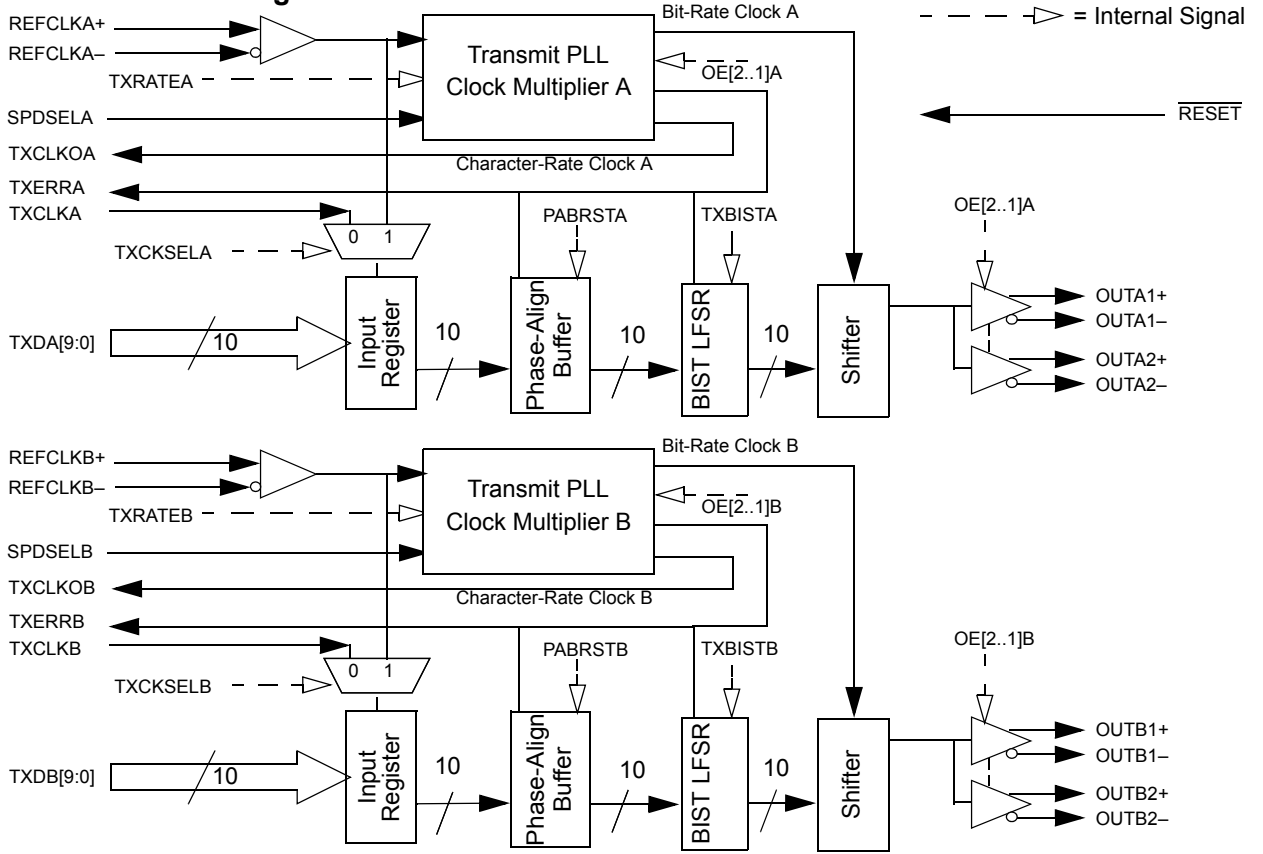 Bit-Rate Clock A
= Internal Signal
REFCLKA+
REFCLKA–
TXRATEA
Transmit PLL
Clock Multiplier A
OE[2..1]A
SPDSELA
RESET
TXCLKOA
Character-Rate Clock A
TXERRA
TXCLKA
PABRSTA
TXBISTA
OE[2..1]A
0 1
TXCKSELA
TXDA[9:0]
10
Input
Register
10
Phase-Align
Buffer
10
BIST LFSR
10
Shifter
OUTA1+
OUTA1–
OUTA2+
OUTA2–
Bit-Rate Clock B
REFCLKB+
REFCLKB–
TXRATEB
Transmit PLL
Clock Multiplier B
OE[2..1]B
SPDSELB
TXCLKOB
Character-Rate Clock B
TXERRB
TXCLKB
PABRSTB
TXBISTB
OE[2..1]B
0 1
TXCKSELB
TXDB[9:0]
10
Input
Register
10
Phase-Align
Buffer
10
BIST LFSR
10
Shifter
OUTB1+
OUTB1–
OUTB2+
OUTB2–